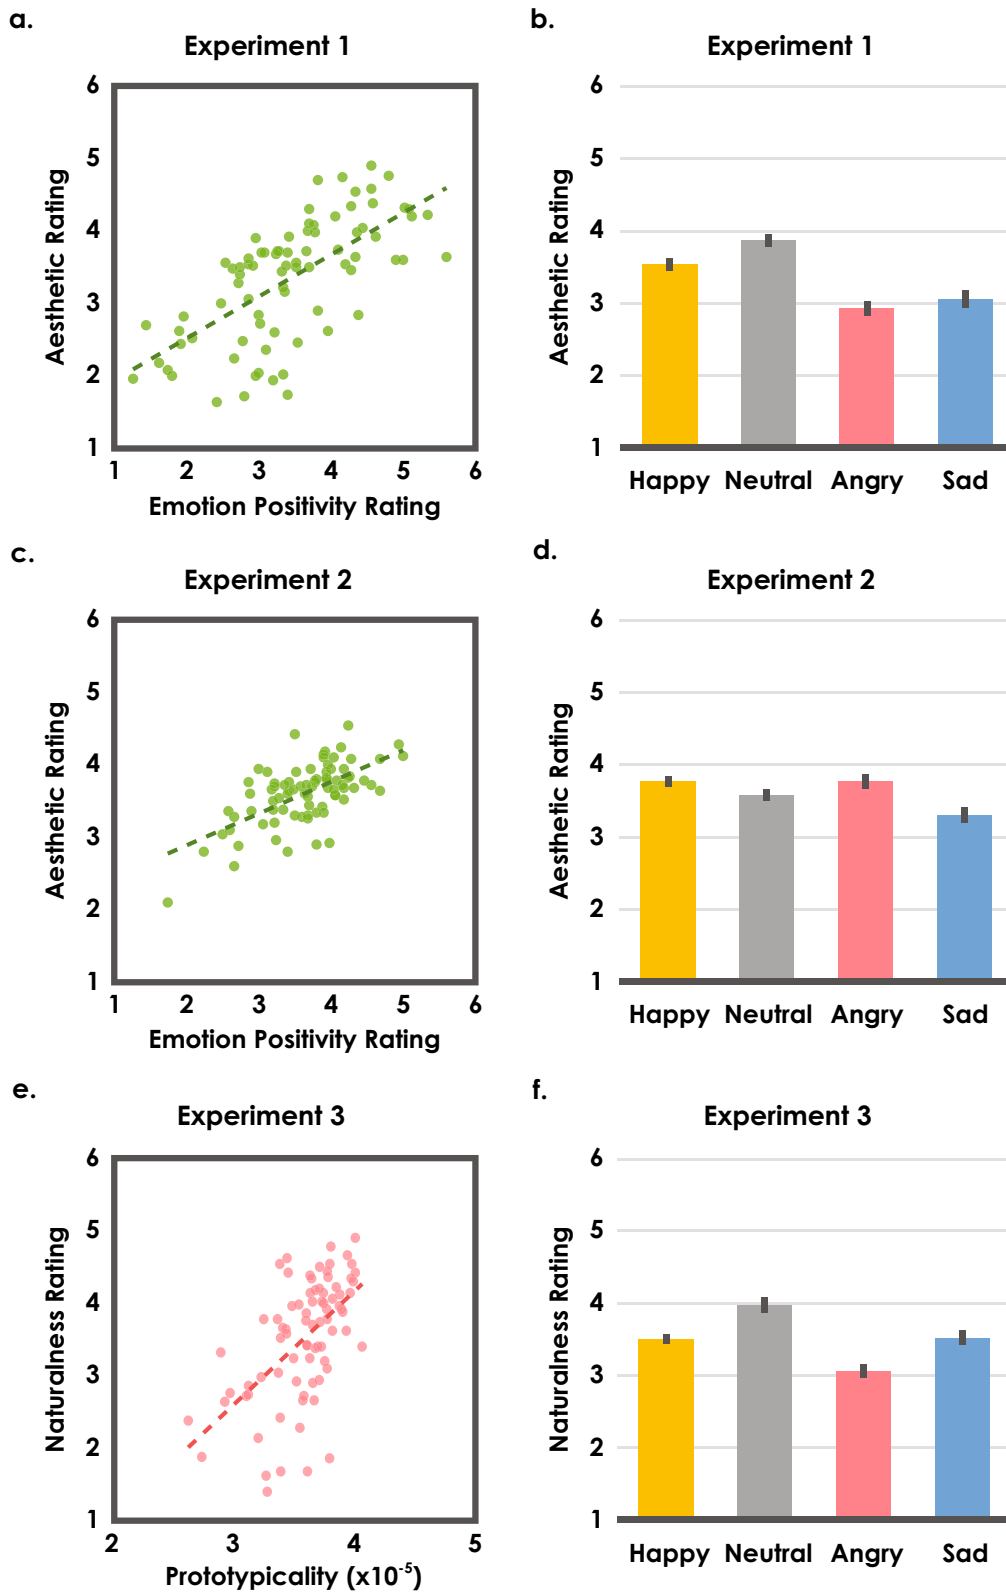 a.
Experiment 1
6
5
4
3
2
1
Aesthetic Rating
1 2 3 4 5 6
Emotion Positivity Rating
b.
Experiment 1
6
5
4
3
2
1
Aesthetic Rating
Happy Neutral Angry Sad
c.
Experiment 2
6
5
4
3
2
1
Aesthetic Rating
1 2 3 4 5 6
Emotion Positivity Rating
d.
Experiment 2
6
5
4
3
2
1
Aesthetic Rating
Happy Neutral Angry Sad
e.
Experiment 3
6
5
4
3
2
1
Naturalness Rating
2 3 4 5
Prototypicality (x10⁻⁵)
f.
Experiment 3
6
5
4
3
2
1
Naturalness Rating
Happy Neutral Angry Sad